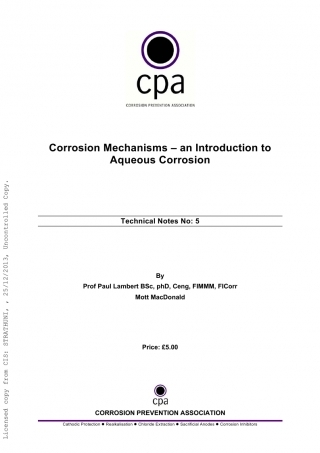 cpa
CORROSION PREVENTION ASSOCIATION
Corrosion Mechanisms – an Introduction to
Aqueous Corrosion
Technical Notes No: 5
By
Prof Paul Lambert BSc, phD, Ceng, FIMMM, FICorr
Mott MacDonald
Price: £5.00
cpa
CORROSION PREVENTION ASSOCIATION
Cathodic Protection ● Realkalisation ● Chloride Extraction ● Sacrificial Anodes ● Corrosion Inhibitors
Licensed copy from CIS: STRATHUNI, , 25/12/2013, Uncontrolled Copy.